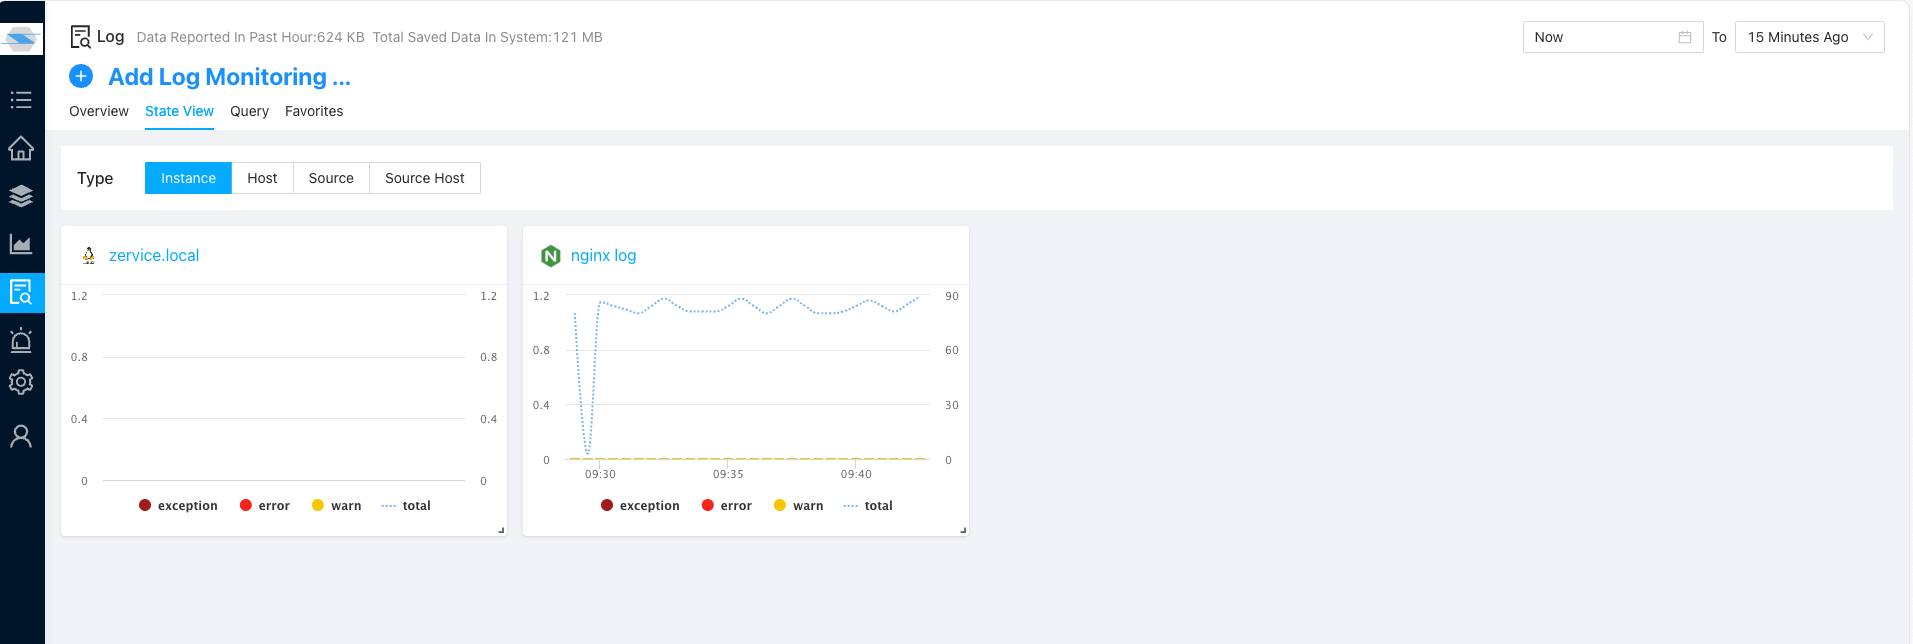 Log Data Reported In Past Hour:624 KB Total Saved Data In System:121 MB Now To 15 Minutes Ago
Add Log Monitoring ...
Overview State View Query Favorites
Type Instance Host Source Source Host
zervice.local
1.2 1.2
0.8 0.8
0.4 0.4
0 0
exception error warn total
N nginx log
1.2 90
0.8 60
0.4 30
0 0
09:30 09:35 09:40
exception error warn total